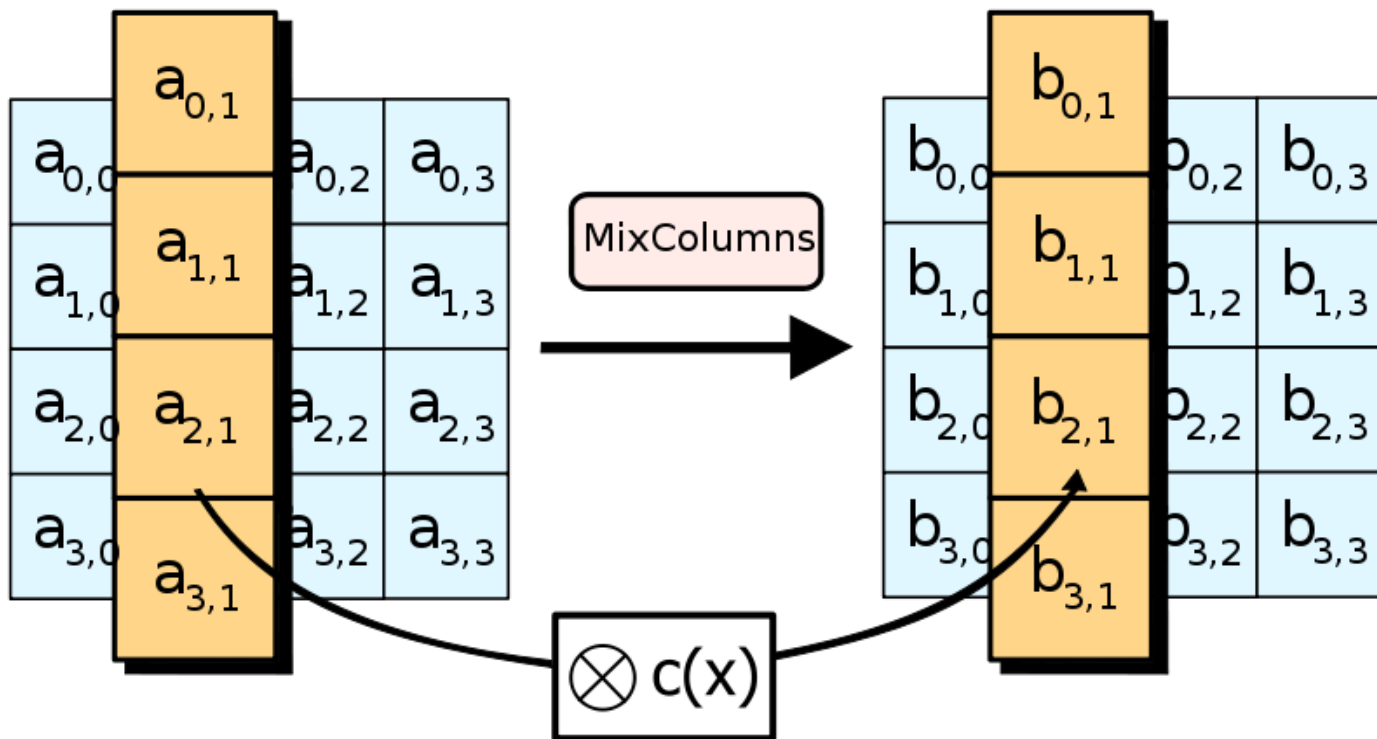 a0,1 b0,1
a0,0 a0,2 a0,3 b0,0 b0,2 b0,3
a1,1 MixColumns b1,1
a1,0 a1,2 a1,3 b1,0 b1,2 b1,3
a2,0 a2,1 a2,2 a2,3 b2,0 b2,1 b2,2 b2,3
a3,0 a3,2 a3,3 b3,0 b3,2 b3,3
a3,1 b3,1
⊗ c(x)